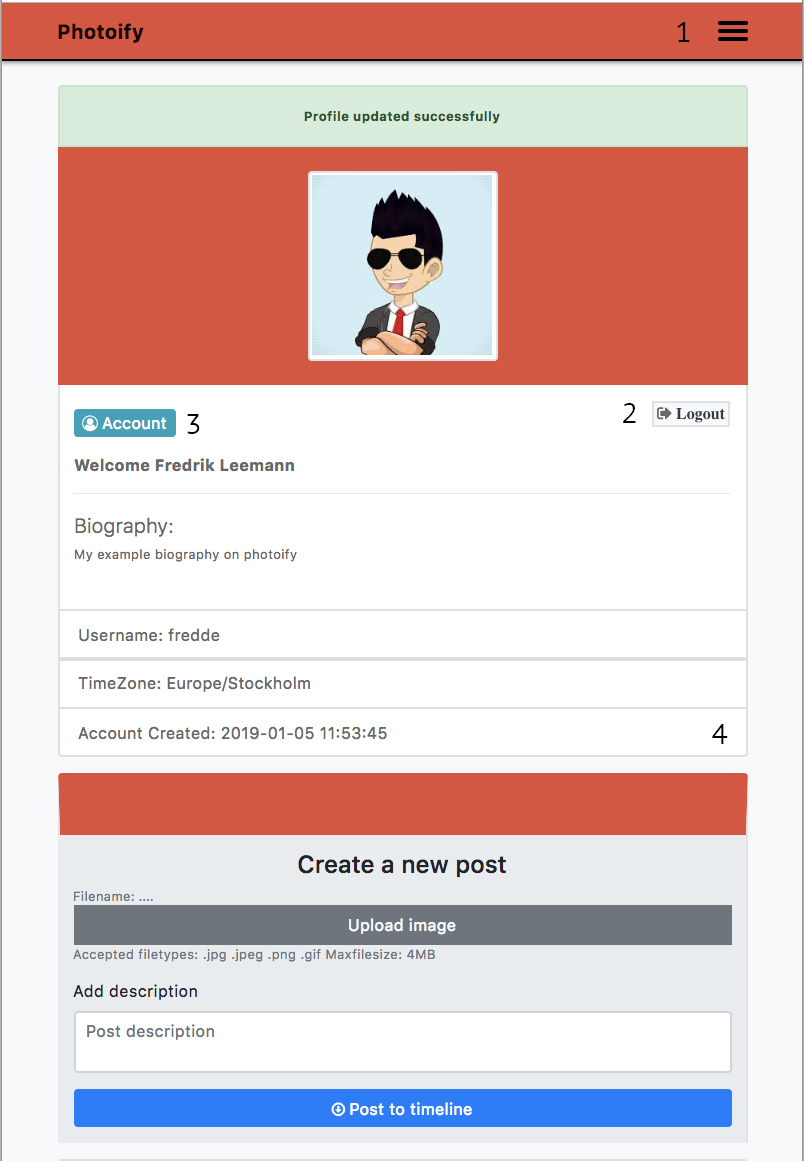 Photoify 1
Profile updated successfully
Account 3
2 Logout
Welcome Fredrik Leemann
Biography:
My example biography on photoify
Username: fredde
TimeZone: Europe/Stockholm
Account Created: 2019-01-05 11:53:45 4
Create a new post
Filename: ....
Upload image
Accepted filetypes: .jpg .jpeg .png .gif Maxfilesize: 4MB
Add description
Post description
Post to timeline